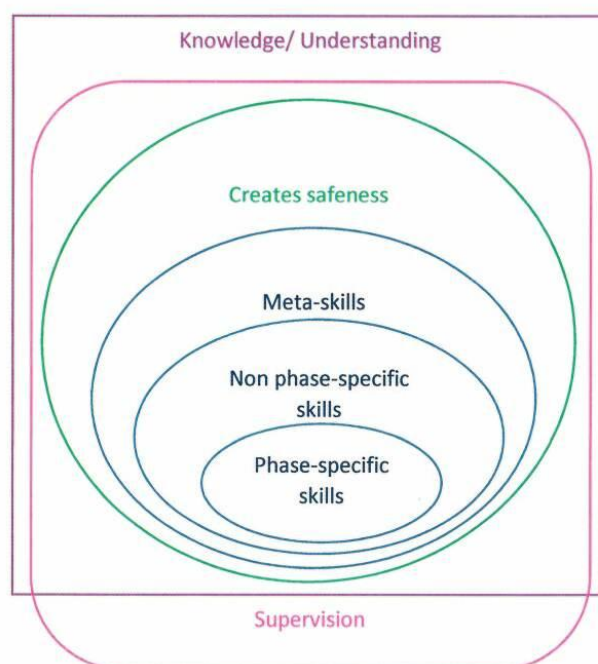 Knowledge/ Understanding
Creates safeness
Meta-skills
Non phase-specific
skills
Phase-specific
skills
Supervision